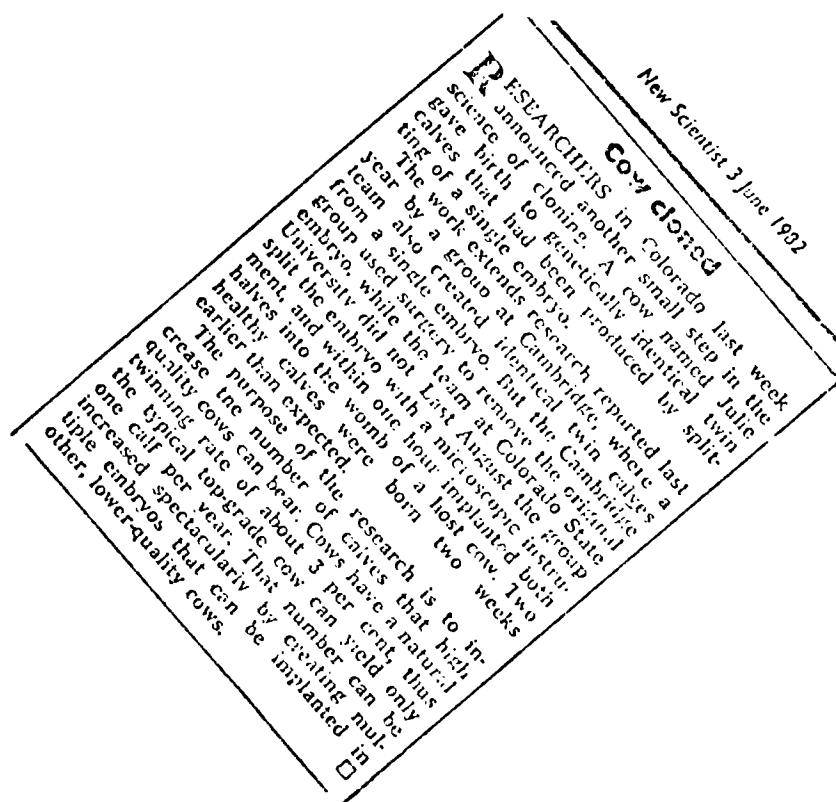 New Scientist 3 June 1982
Cow cloned
RESEARCHERS in Colorado last week
announced another small step in the
science of cloning. A cow named Julie
gave birth to genetically identical twin
calves that had been produced by split-
ting of a single embryo.
The work extends research reported last
year by a group at Cambridge, where a
team also created identical twin calves
from a single embryo. But the Cambridge
group used surgery to remove the original
embryo, while the team at Colorado State
University did not. Last August the group
split the embryo with a microscopic instru-
ment, and within one hour implanted both
halves into the womb of a host cow. Two
healthy calves were born two weeks
earlier than expected.
The purpose of the research is to in-
crease the number of calves that high
quality cows can bear. Cows have a natural
twinning rate of about 3 per cent, thus
the typical top-grade cow can yield only
one calf per year. That number can be
increased spectacularly by creating mul-
tiple embryos that can be implanted in
other, lower-quality cows.